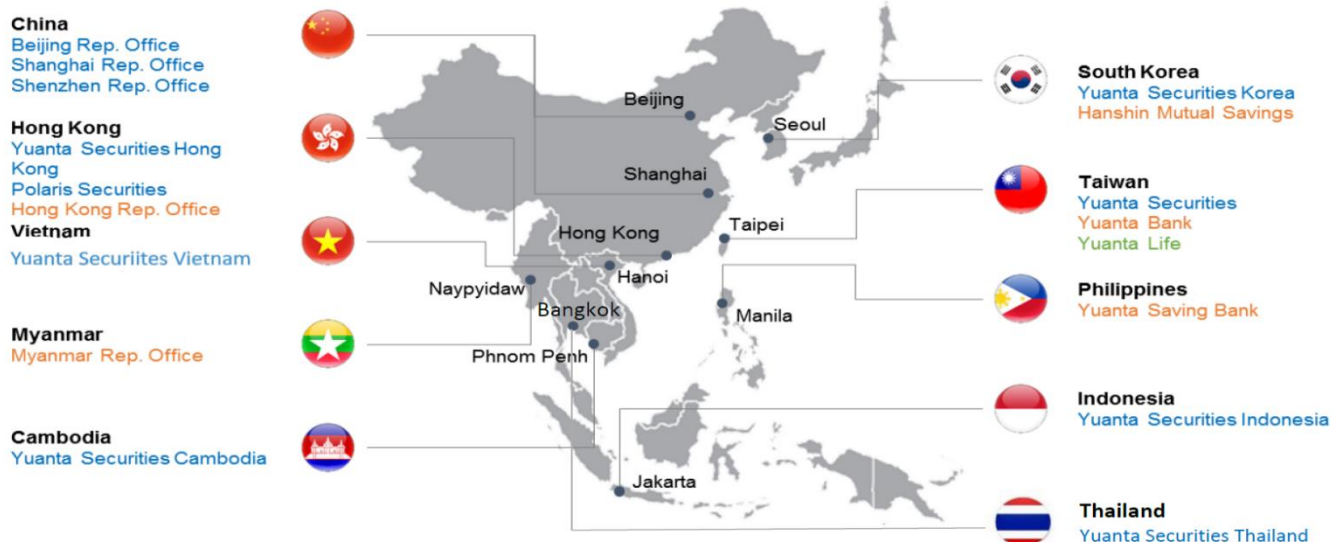 China
Beijing Rep. Office
Shanghai Rep. Office
Shenzhen Rep. Office
Hong Kong
Yuanta Securities Hong
Kong
Polaris Securities
Hong Kong Rep. Office
Vietnam
Yuanta Securiites Vietnam
Myanmar
Myanmar Rep. Office
Cambodia
Yuanta Securities Cambodia
Beijing
Seoul
Shanghai
Taipei
Hong Kong
Hanoi
Naypyidaw
Bangkok
Manila
Phnom Penh
Jakarta
South Korea
Yuanta Securities Korea
Hanshin Mutual Savings
Taiwan
Yuanta Securities
Yuanta Bank
Yuanta Life
Philippines
Yuanta Saving Bank
Indonesia
Yuanta Securities Indonesia
Thailand
Yuanta Securities Thailand